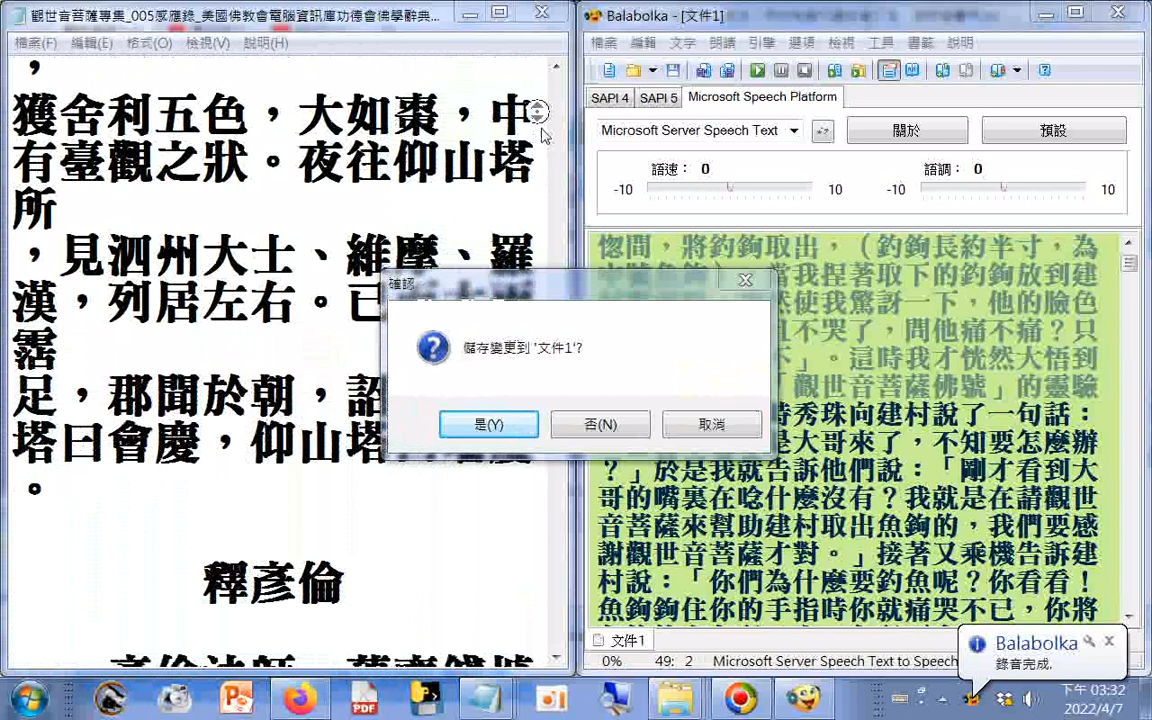 觀世音菩薩專集_005感應錄_美國佛教會電腦資訊庫功德會佛學辭典...
檔案(F) 編輯(E) 格式(O) 檢視(V) 說明(H)
，
獲舍利五色，大如棗，中
有臺觀之狀。夜往仰山塔
所
，見泗州大士、維摩、羅
漢，列居左右。已
霑
足，郡聞於朝，詔
塔曰會慶，仰山塔
。
釋彥倫
Balabolka - [文件1]
檔案 編輯 文字 朗讀 引擎 選項 檢視 工具 書籤 說明
SAPI 4 SAPI 5 Microsoft Speech Platform
Microsoft Server Speech Text
關於
預設
語速： 0
-10 10
語調： 0
-10 10
惚間，將釣鉤取出，（釣鉤長約半寸，為
當我捏著取下的釣鉤放到建
然使我驚訝一下，他的臉色
且不哭了，問他痛不痛？只
」。這時我才恍然大悟到
「觀世音菩薩佛號」的靈驗
時秀珠向建村說了一句話：
是大哥來了，不知要怎麼辦
？」於是我就告訴他們說：「剛才看到大
哥的嘴裏在唸什麼沒有？我就是在請觀世
音菩薩來幫助建村取出魚鉤的，我們要感
謝觀世音菩薩才對。」接著又乘機告訴建
村說：「你們為什麼要釣魚呢？你看看！
魚鉤鉤住你的手指時你就痛哭不已，你將
文件1
0% 49: 2 Microsoft Server Speech Text to Speech
確認
儲存變更到 '文件1'?
是(Y)
否(N)
取消
Balabolka
錄音完成.
下午 03:32
2022/4/7